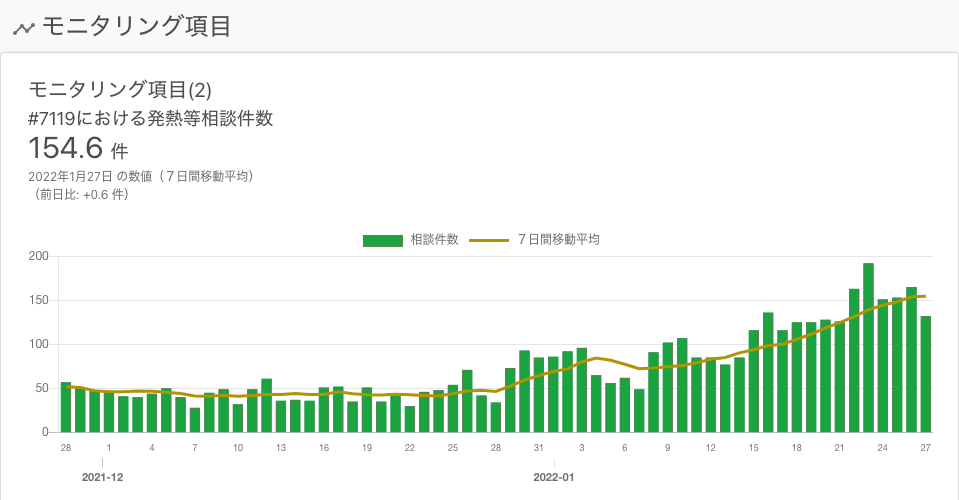 モニタリング項目
モニタリング項目(2)
#7119における発熱等相談件数
154.6 件
2022年1月27日 の数値（７日間移動平均）
（前日比: +0.6 件）
相談件数 ７日間移動平均
200
150
100
50
0
28 1 4 7 10 13 16 19 22 25 28 31 3 6 9 12 15 18 21 24 27
2021-12 2022-01